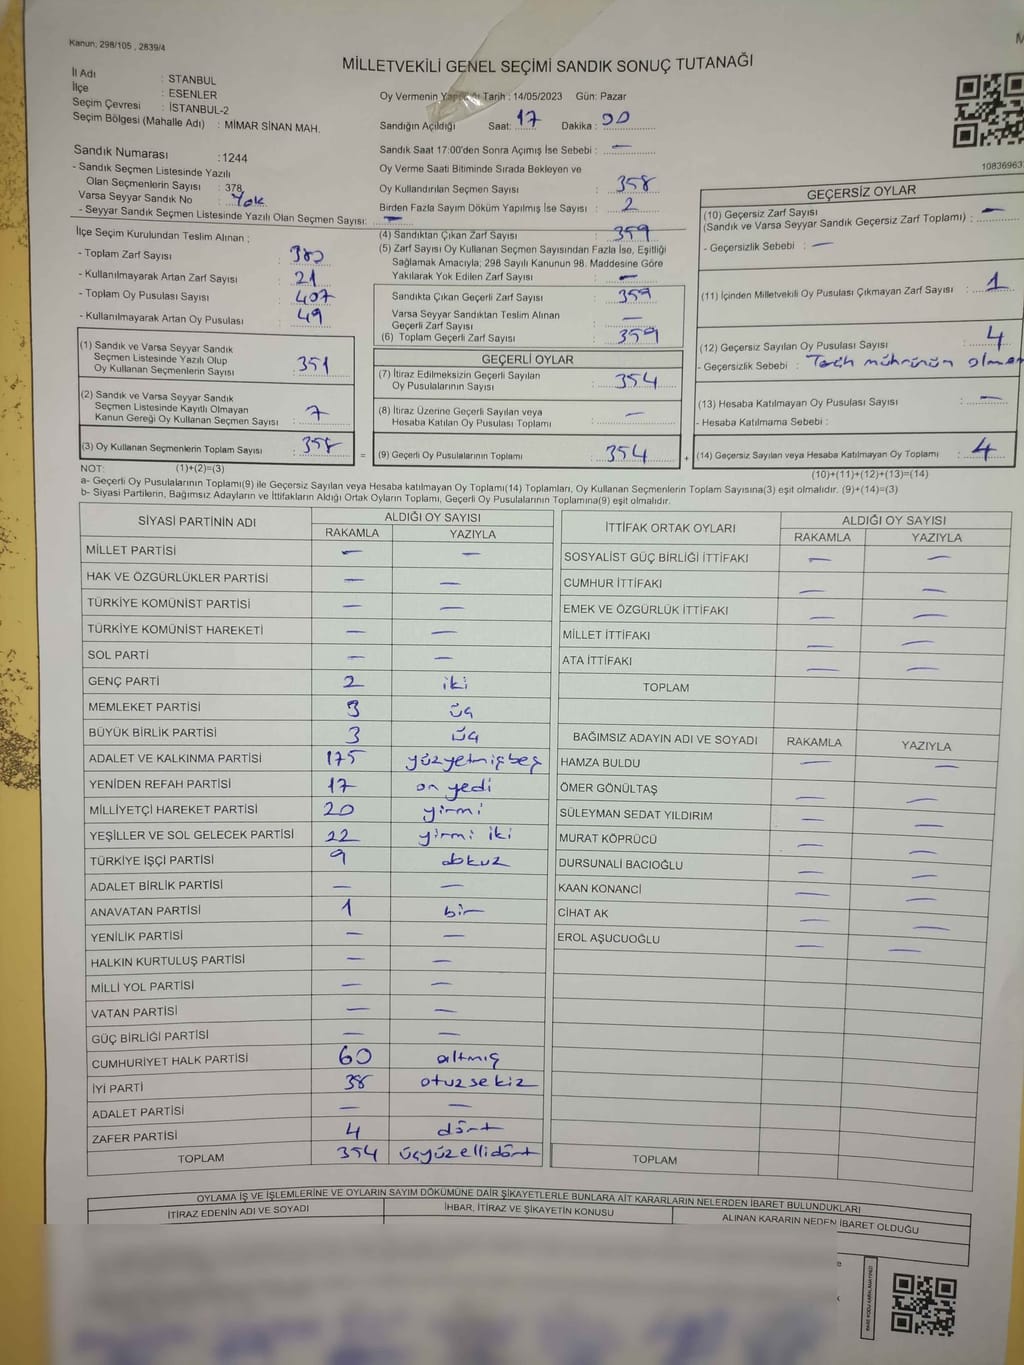 Kanun: 298/105 , 2839/4
MİLLETVEKİLİ GENEL SEÇİMİ SANDIK SONUÇ TUTANAĞI
İl Adı : STANBUL
İlçe : ESENLER
Seçim Çevresi : İSTANBUL-2
Seçim Bölgesi (Mahalle Adı) : MİMAR SİNAN MAH.
Sandık Numarası : 1244
- Sandık Seçmen Listesinde Yazılı
Olan Seçmenlerin Sayısı : 378
Varsa Seyyar Sandık No : Yok
- Seyyar Sandık Seçmen Listesinde Yazılı Olan Seçmen Sayısı: —
İlçe Seçim Kurulundan Teslim Alınan ;
- Toplam Zarf Sayısı : 380
- Kullanılmayarak Artan Zarf Sayısı : 21
- Toplam Oy Pusulası Sayısı : 407
- Kullanılmayarak Artan Oy Pusulası : 49
(1) Sandık ve Varsa Seyyar Sandık
Seçmen Listesinde Yazılı Olup
Oy Kullanan Seçmenlerin Sayısı : 351
(2) Sandık ve Varsa Seyyar Sandık
Seçmen Listesinde Kayıtlı Olmayan
Kanun Gereği Oy Kullanan Seçmen Sayısı : 7
(3) Oy Kullanan Seçmenlerin Toplam Sayısı : 358
Oy Vermenin Tarih : 14/05/2023 Gün: Pazar
Sandığın Açıldığı Saat: 17 Dakika : 00
Sandık Saat 17:00'den Sonra Açımış İse Sebebi : —
Oy Verme Saati Bitiminde Sırada Bekleyen ve
Oy Kullandırılan Seçmen Sayısı : 358
Birden Fazla Sayım Döküm Yapılmış İse Sayısı : 2
(4) Sandıktan Çıkan Zarf Sayısı : 359
(5) Zarf Sayısı Oy Kullanan Seçmen Sayısından Fazla İse, Eşitliği
Sağlamak Amacıyla; 298 Sayılı Kanunun 98. Maddesine Göre
Yakılarak Yok Edilen Zarf Sayısı : —
Sandıkta Çıkan Geçerli Zarf Sayısı : 359
Varsa Seyyar Sandıktan Teslim Alınan
Geçerli Zarf Sayısı : —
(6) Toplam Geçerli Zarf Sayısı : 359
GEÇERLİ OYLAR
(7) İtiraz Edilmeksizin Geçerli Sayılan
Oy Pusulalarının Sayısı : 354
(8) İtiraz Üzerine Geçerli Sayılan veya
Hesaba Katılan Oy Pusulası Toplamı : —
= (9) Geçerli Oy Pusulalarının Toplamı : 354 +
10836963
GEÇERSİZ OYLAR
(10) Geçersiz Zarf Sayısı
(Sandık ve Varsa Seyyar Sandık Geçersiz Zarf Toplamı) : —
- Geçersizlik Sebebi : —
(11) İçinden Milletvekili Oy Pusulası Çıkmayan Zarf Sayısı : 1
(12) Geçersiz Sayılan Oy Pusulası Sayısı : 4
- Geçersizlik Sebebi : Tercih mührünün
(13) Hesaba Katılmayan Oy Pusulası Sayısı : —
- Hesaba Katılmama Sebebi :
(14) Geçersiz Sayılan veya Hesaba Katılmayan Oy Toplamı : 4
NOT: (1)+(2)=(3)
(10)+(11)+(12)+(13)=(14)
a- Geçerli Oy Pusulalarının Toplamı(9) ile Geçersiz Sayılan veya Hesaba katılmayan Oy Toplamı(14) Toplamları, Oy Kullanan Seçmenlerin Toplam Sayısına(3) eşit olmalıdır. (9)+(14)=(3)
b- Siyasi Partilerin, Bağımsız Adayların ve İttifakların Aldığı Ortak Oyların Toplamı, Geçerli Oy Pusulalarının Toplamına(9) eşit olmalıdır.
SİYASİ PARTİNİN ADI ALDIĞI OY SAYISI
RAKAMLA YAZIYLA
MİLLET PARTİSİ — —
HAK VE ÖZGÜRLÜKLER PARTİSİ — —
TÜRKİYE KOMÜNİST PARTİSİ — —
TÜRKİYE KOMÜNİST HAREKETİ — —
SOL PARTİ — —
GENÇ PARTİ 2 iki
MEMLEKET PARTİSİ 3 üç
BÜYÜK BİRLİK PARTİSİ 3 üç
ADALET VE KALKINMA PARTİSİ 175 yüzyetmişbeş
YENİDEN REFAH PARTİSİ 17 on yedi
MİLLİYETÇİ HAREKET PARTİSİ 20 yirmi
YEŞİLLER VE SOL GELECEK PARTİSİ 22 yirmi iki
TÜRKİYE İŞÇİ PARTİSİ 9 dokuz
ADALET BİRLİK PARTİSİ — —
ANAVATAN PARTİSİ 1 bir
YENİLİK PARTİSİ — —
HALKIN KURTULUŞ PARTİSİ — —
MİLLİ YOL PARTİSİ — —
VATAN PARTİSİ — —
GÜÇ BİRLİĞİ PARTİSİ — —
CUMHURİYET HALK PARTİSİ 60 altmış
İYİ PARTİ 38 otuz sekiz
ADALET PARTİSİ — —
ZAFER PARTİSİ 4 dört
TOPLAM 354 üçyüz ellidört
İTTİFAK ORTAK OYLARI ALDIĞI OY SAYISI
RAKAMLA YAZIYLA
SOSYALİST GÜÇ BİRLİĞİ İTTİFAKI — —
CUMHUR İTTİFAKI — —
EMEK VE ÖZGÜRLÜK İTTİFAKI — —
MİLLET İTTİFAKI — —
ATA İTTİFAKI — —
TOPLAM
BAĞIMSIZ ADAYIN ADI VE SOYADI RAKAMLA YAZIYLA
HAMZA BULDU — —
ÖMER GÖNÜLTAŞ — —
SÜLEYMAN SEDAT YILDIRIM — —
MURAT KÖPRÜCÜ — —
DURSUNALİ BACIOĞLU — —
KAAN KONANCİ — —
CİHAT AK — —
EROL AŞUCUOĞLU — —
TOPLAM
OYLAMA İŞ VE İŞLEMLERİNE VE OYLARIN SAYIM DÖKÜMÜNE DAİR ŞİKAYETLERLE BUNLARA AİT KARARLARIN NELERDEN İBARET BULUNDUKLARI
İTİRAZ EDENİN ADI VE SOYADI İHBAR, İTİRAZ VE ŞİKAYETİN KONUSU ALINAN KARARIN NEDEN İBARET OLDUĞU